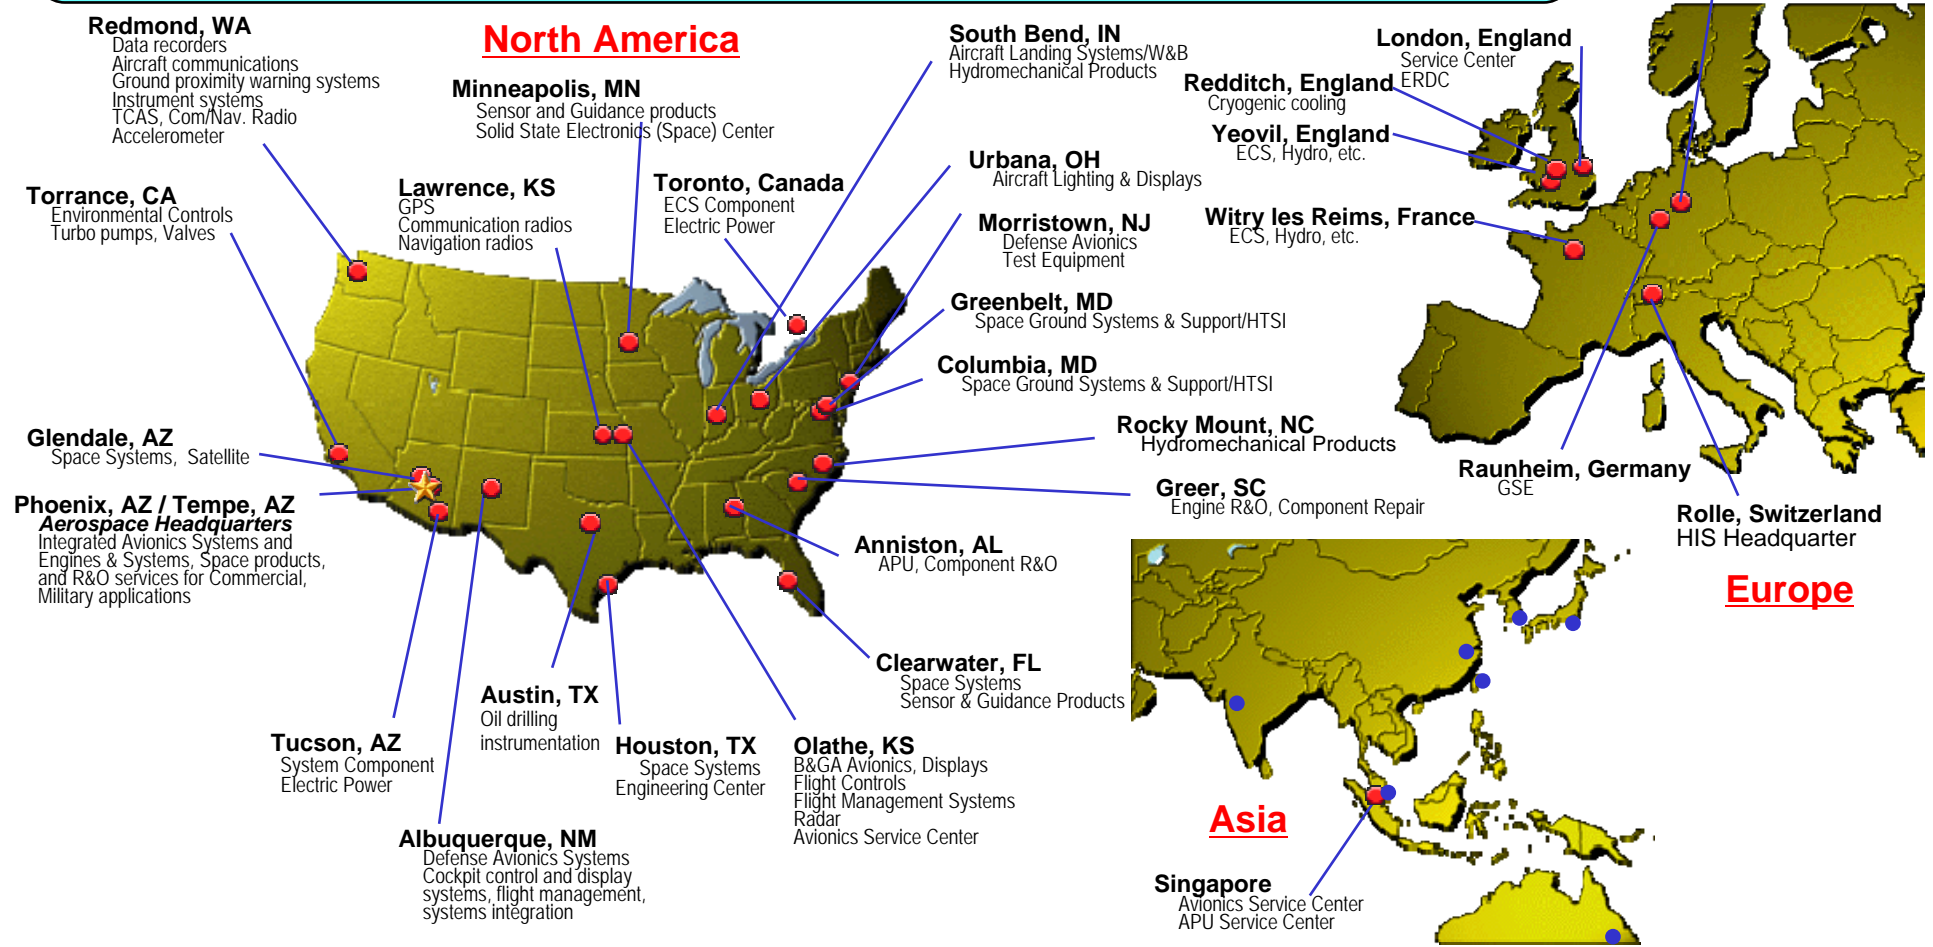 North America
Redmond, WA
Data recorders
Aircraft communications
Ground proximity warning systems
Instrument systems
TCAS, Com/Nav. Radio
Accelerometer
Minneapolis, MN
Sensor and Guidance products
Solid State Electronics (Space) Center
South Bend, IN
Aircraft Landing Systems/W&B
Hydromechanical Products
Torrance, CA
Environmental Controls
Turbo pumps, Valves
Lawrence, KS
GPS
Communication radios
Navigation radios
Toronto, Canada
ECS Component
Electric Power
Urbana, OH
Aircraft Lighting & Displays
Morristown, NJ
Defense Avionics
Test Equipment
Greenbelt, MD
Space Ground Systems & Support/HTSI
Columbia, MD
Space Ground Systems & Support/HTSI
Rocky Mount, NC
Hydromechanical Products
Greer, SC
Engine R&O, Component Repair
Anniston, AL
APU, Component R&O
Clearwater, FL
Space Systems
Sensor & Guidance Products
Glendale, AZ
Space Systems, Satellite
Phoenix, AZ / Tempe, AZ
Aerospace Headquarters
Integrated Avionics Systems and
Engines & Systems, Space products,
and R&O services for Commercial,
Military applications
Tucson, AZ
System Component
Electric Power
Albuquerque, NM
Defense Avionics Systems
Cockpit control and display
systems, flight management,
systems integration
Austin, TX
Oil drilling
instrumentation
Houston, TX
Space Systems
Engineering Center
Olathe, KS
B&GA Avionics, Displays
Flight Controls
Flight Management Systems
Radar
Avionics Service Center
London, England
Service Center
ERDC
Redditch, England
Cryogenic cooling
Yeovil, England
ECS, Hydro, etc.
Witry les Reims, France
ECS, Hydro, etc.
Raunheim, Germany
GSE
Rolle, Switzerland
HIS Headquarter
Europe
Asia
Singapore
Avionics Service Center
APU Service Center